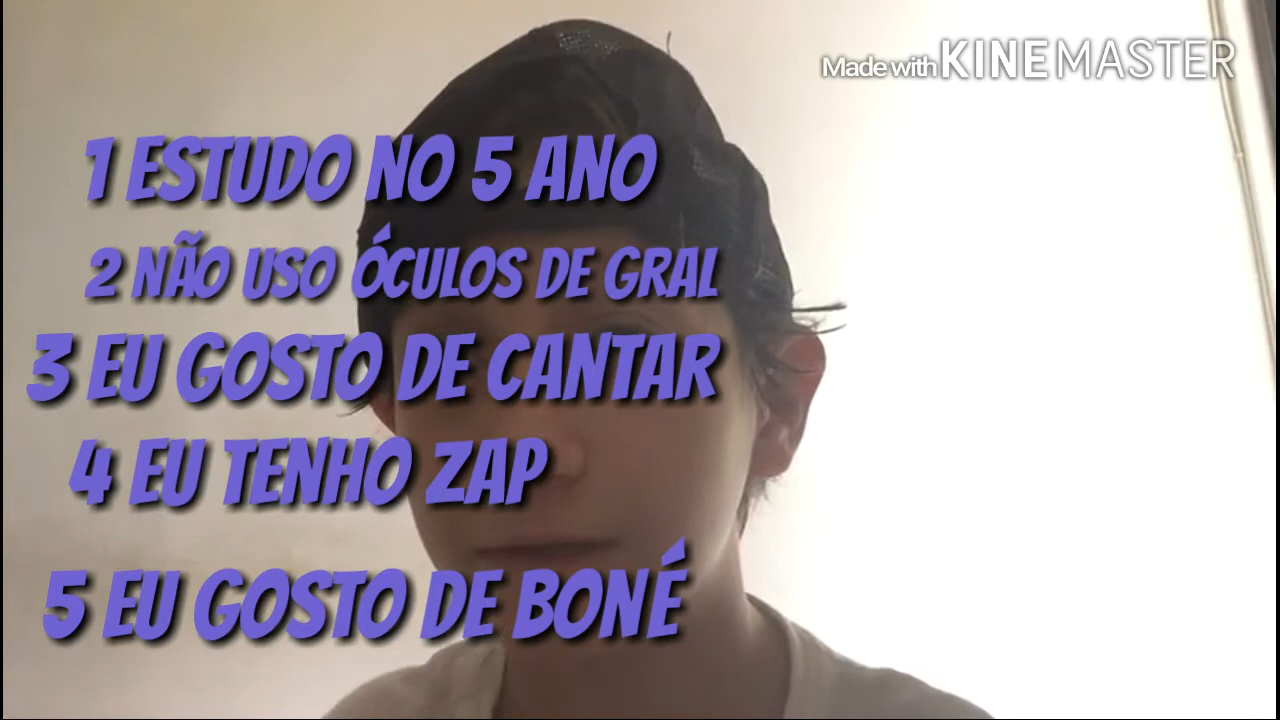 Made with KINEMASTER
1 ESTUDO NO 5 ANO
2 NÃO USO ÓCULOS DE GRAL
3 EU GOSTO DE CANTAR
4 EU TENHO ZAP
5 EU GOSTO DE BONÉ